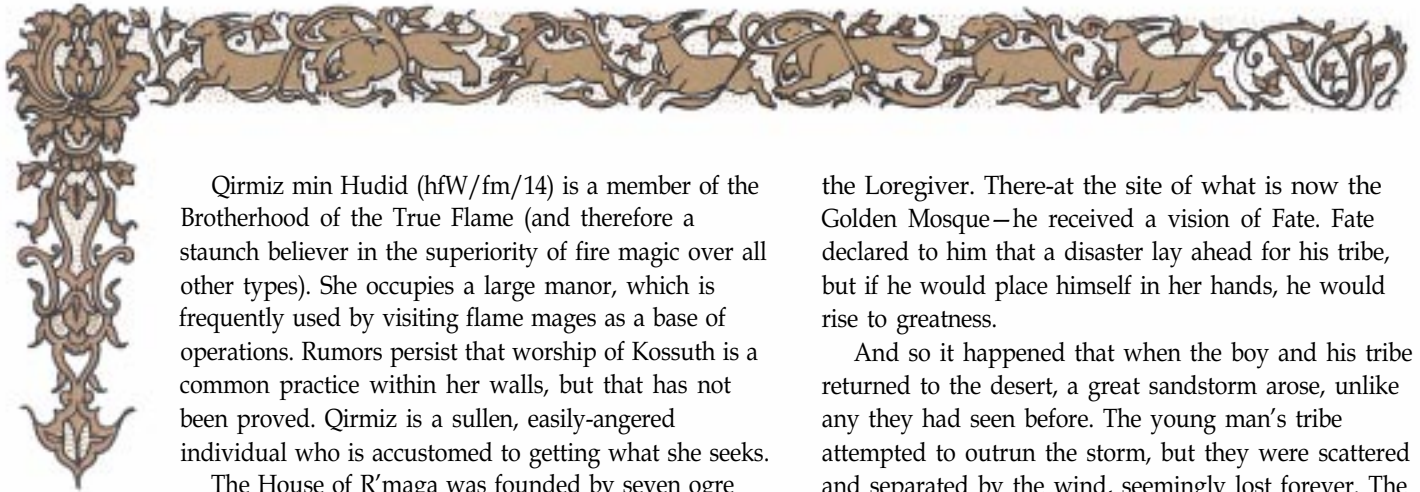 Qirmiz min Hudid (hfW/fm/14) is a member of the
Brotherhood of the True Flame (and therefore a
staunch believer in the superiority of fire magic over all
other types). She occupies a large manor, which is
frequently used by visiting flame mages as a base of
operations. Rumors persist that worship of Kossuth is a
common practice within her walls, but that has not
been proved. Qirmiz is a sullen, easily-angered
individual who is accustomed to getting what she seeks.
The House of R'maga was founded by seven ogre
the Loregiver. There-at the site of what is now the
Golden Mosque—he received a vision of Fate. Fate
declared to him that a disaster lay ahead for his tribe,
but if he would place himself in her hands, he would
rise to greatness.
And so it happened that when the boy and his tribe
returned to the desert, a great sandstorm arose, unlike
any they had seen before. The young man's tribe
attempted to outrun the storm, but they were scattered
and separated by the wind, seemingly lost forever. The